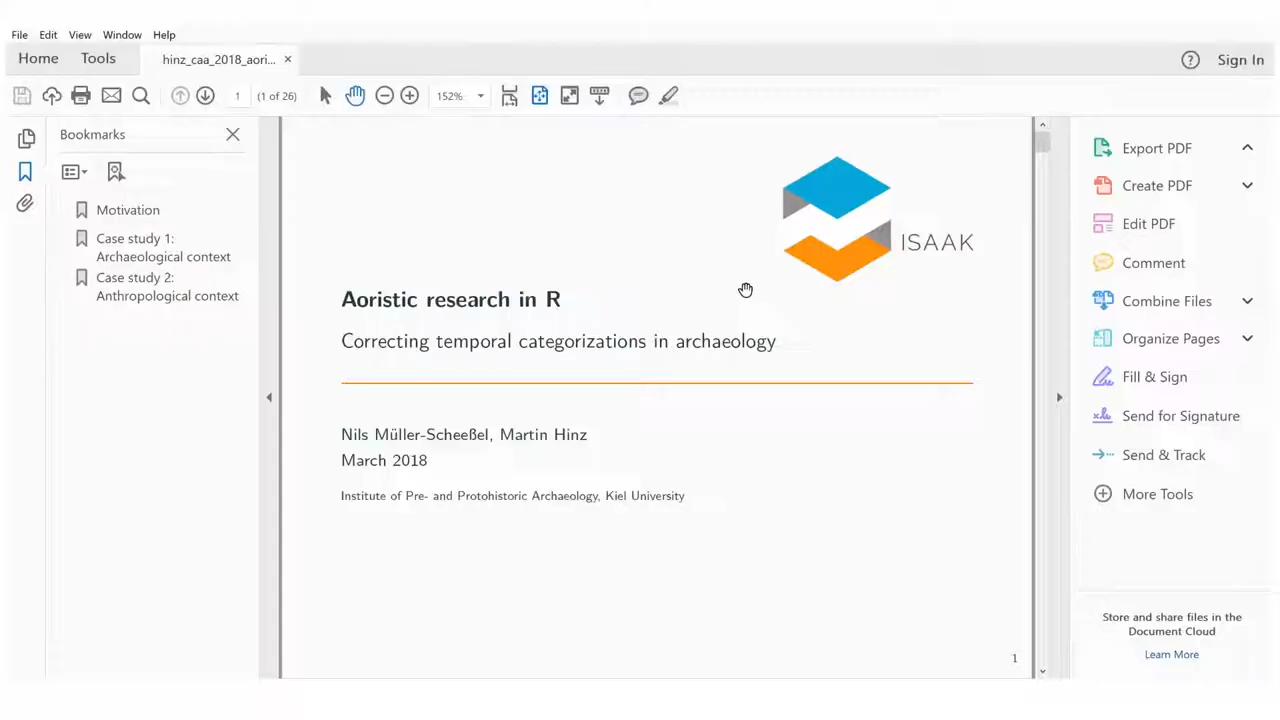 File Edit View Window Help
Home Tools hinz_caa_2018_aori... ×
? Sign In
1 (1 of 26) 152%
Bookmarks
Motivation
Case study 1:
Archaeological context
Case study 2:
Anthropological context
ISAAK
Aoristic research in R
Correcting temporal categorizations in archaeology
Nils Müller-Scheeßel, Martin Hinz
March 2018
Institute of Pre- and Protohistoric Archaeology, Kiel University
1
Export PDF
Create PDF
Edit PDF
Comment
Combine Files
Organize Pages
Fill & Sign
Send for Signature
Send & Track
More Tools
Store and share files in the
Document Cloud
Learn More